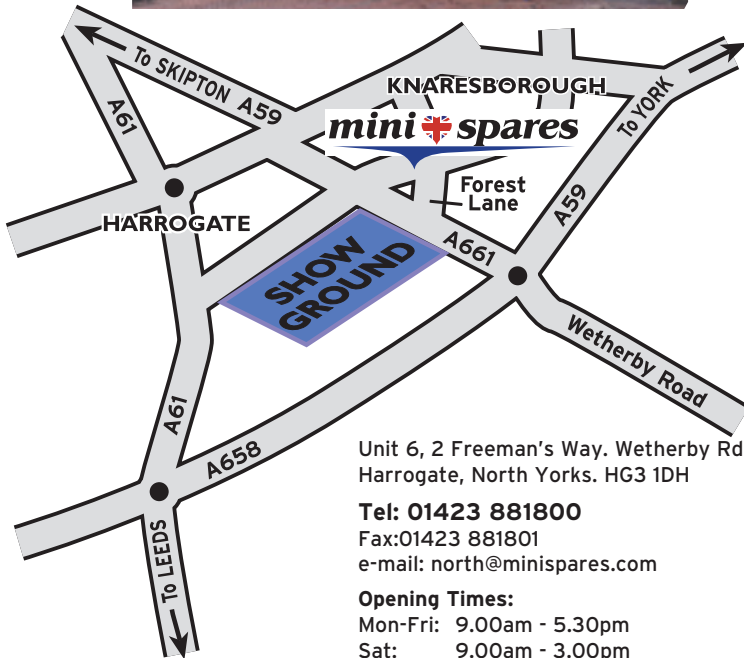 To SKIPTON A59
A61
KNARESBOROUGH
To YORK
mini spares
Forest
Lane
A59
HARROGATE
A661
SHOW
GROUND
Wetherby Road
A61
A658
To LEEDS
Unit 6, 2 Freeman's Way. Wetherby Rd
Harrogate, North Yorks. HG3 1DH
Tel: 01423 881800
Fax:01423 881801
e-mail: north@minispares.com
Opening Times:
Mon-Fri: 9.00am - 5.30pm
Sat: 9.00am - 3.00pm